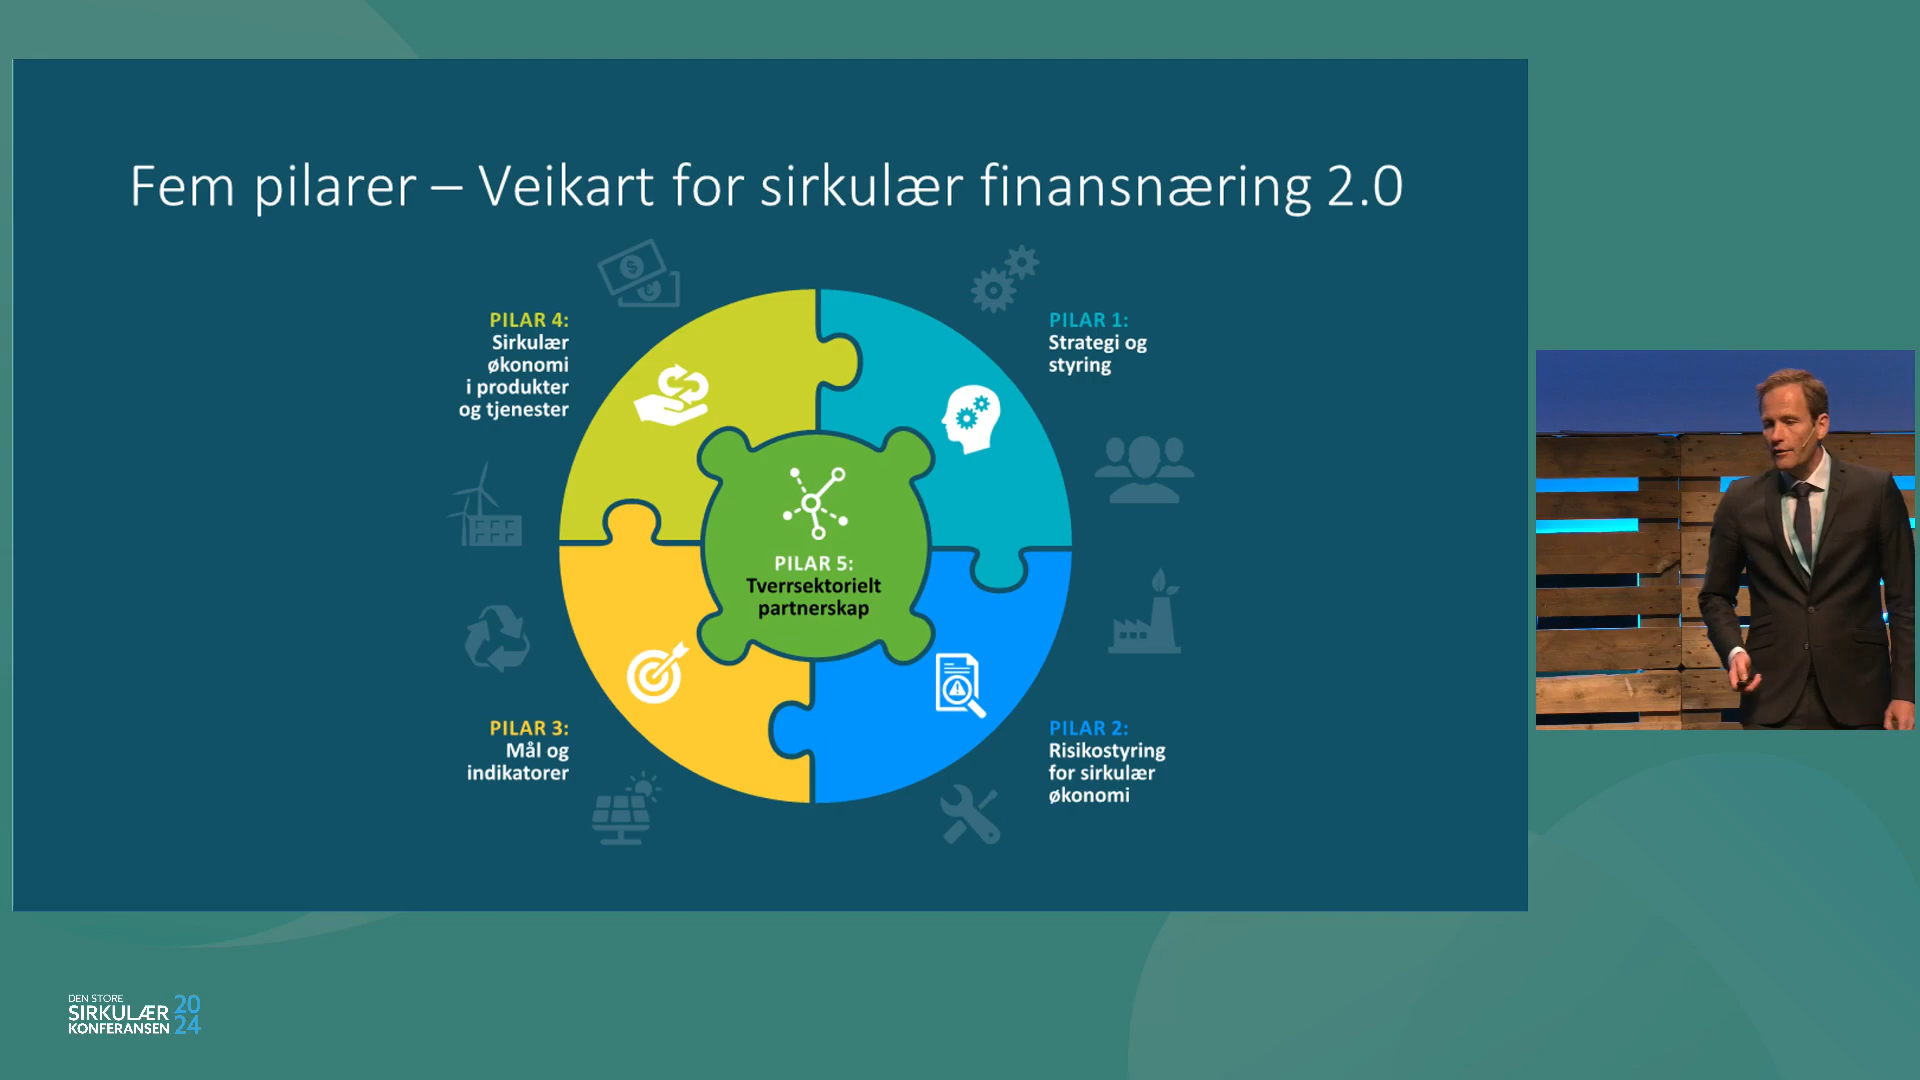 Fem pilarer – Veikart for sirkulær finansnæring 2.0
PILAR 4:
Sirkulær
økonomi
i produkter
og tjenester
PILAR 1:
Strategi og
styring
PILAR 5:
Tverrsektorielt
partnerskap
PILAR 3:
Mål og
indikatorer
PILAR 2:
Risikostyring
for sirkulær
økonomi
DEN STORE
SIRKULÆR
KONFERANSEN
20
24